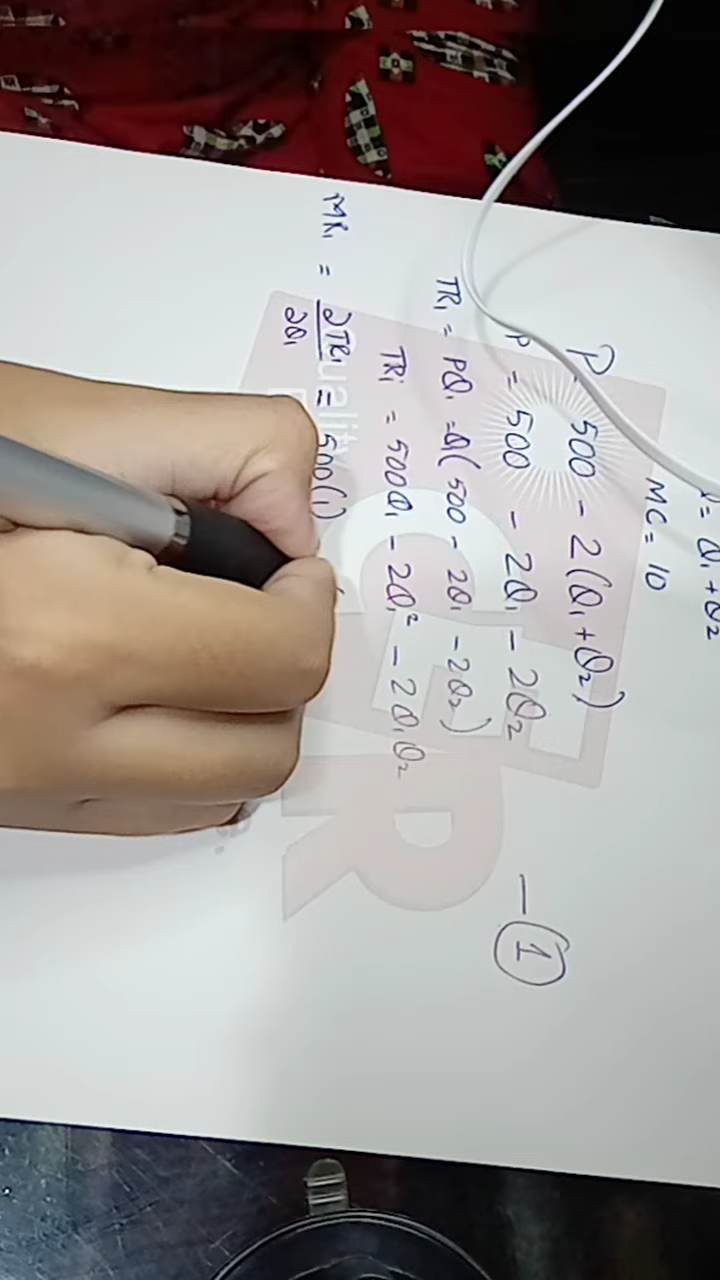 = Q₁ + Q₂
MC = 10
P = 500 - 2(Q₁ + Q₂)
P = 500 - 2Q₁ - 2Q₂ - (1)
TR₁ = PQ₁ = Q(500 - 2Q₁ - 2Q₂)
TR₁ = 500Q₁ - 2Q₁² - 2Q₁Q₂
MR₁ = ∂TR₁/∂Q₁ = 500(1)